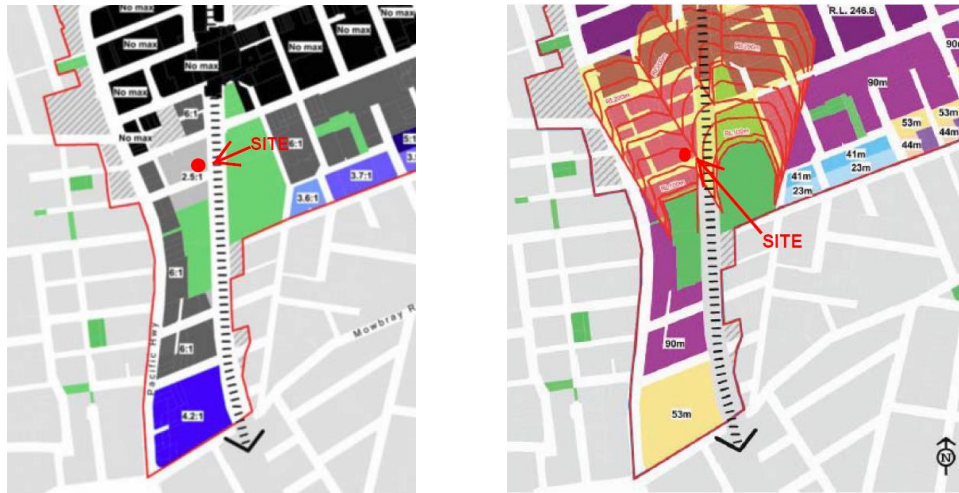 No max
No max
No max
No max
No max
No max
No max
6:1
SITE
6:1
2.5:1
5:1
3.7:1
3.6:1
6:1
Mowbray R
6:1
Pacific Hwy
4.2:1
R.L. 246.8
90m
90m
53m
53m
44m
44m
41m
23m
41m
23m
SITE
90m
53m
N